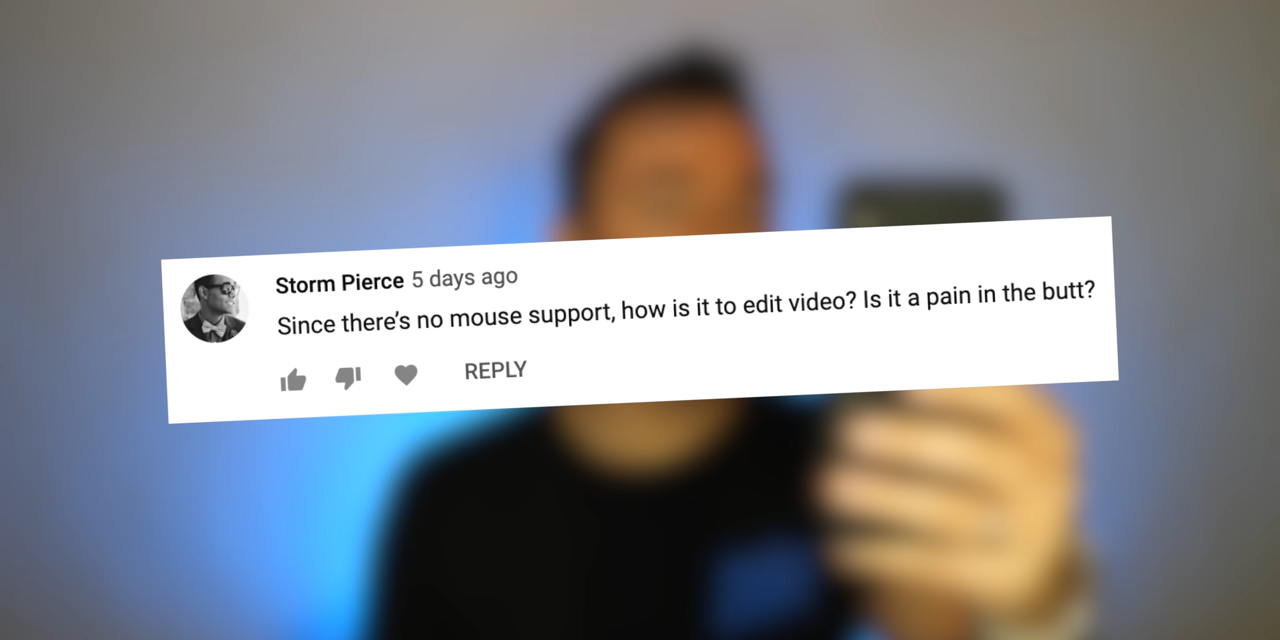 Storm Pierce 5 days ago
Since there’s no mouse support, how is it to edit video? Is it a pain in the butt?
REPLY